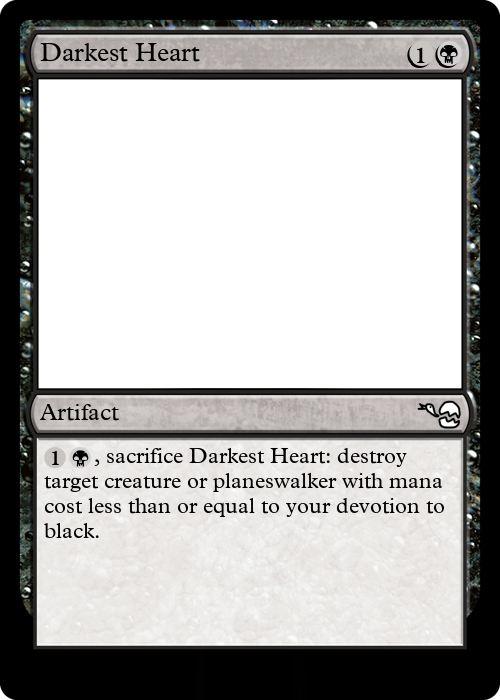 Darkest Heart 1
Artifact
1 , sacrifice Darkest Heart: destroy
target creature or planeswalker with mana
cost less than or equal to your devotion to
black.